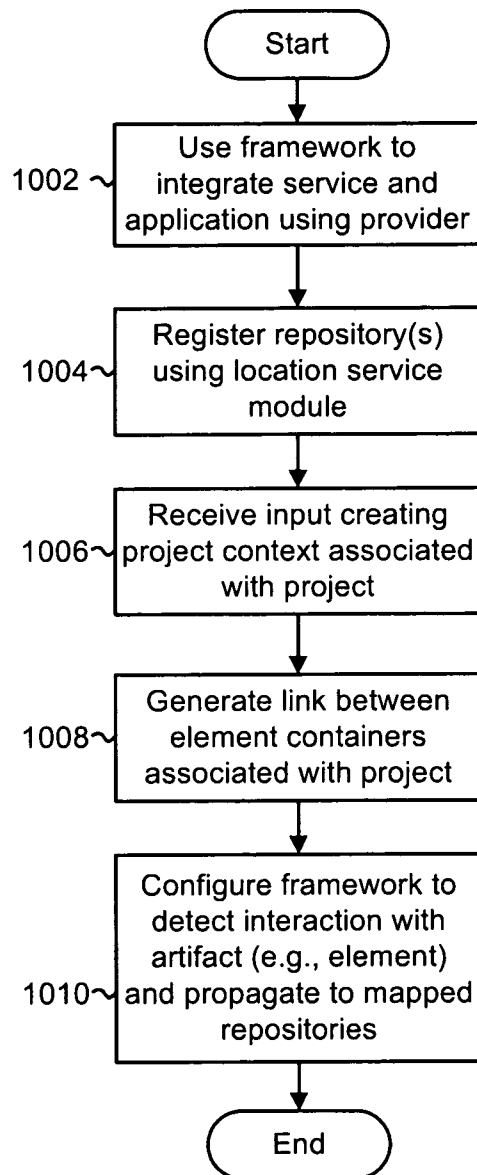 Start
1002
Use framework to
integrate service and
application using provider
1004
Register repository(s)
using location service
module
1006
Receive input creating
project context associated
with project
1008
Generate link between
element containers
associated with project
1010
Configure framework to
detect interaction with
artifact (e.g., element)
and propagate to mapped
repositories
End